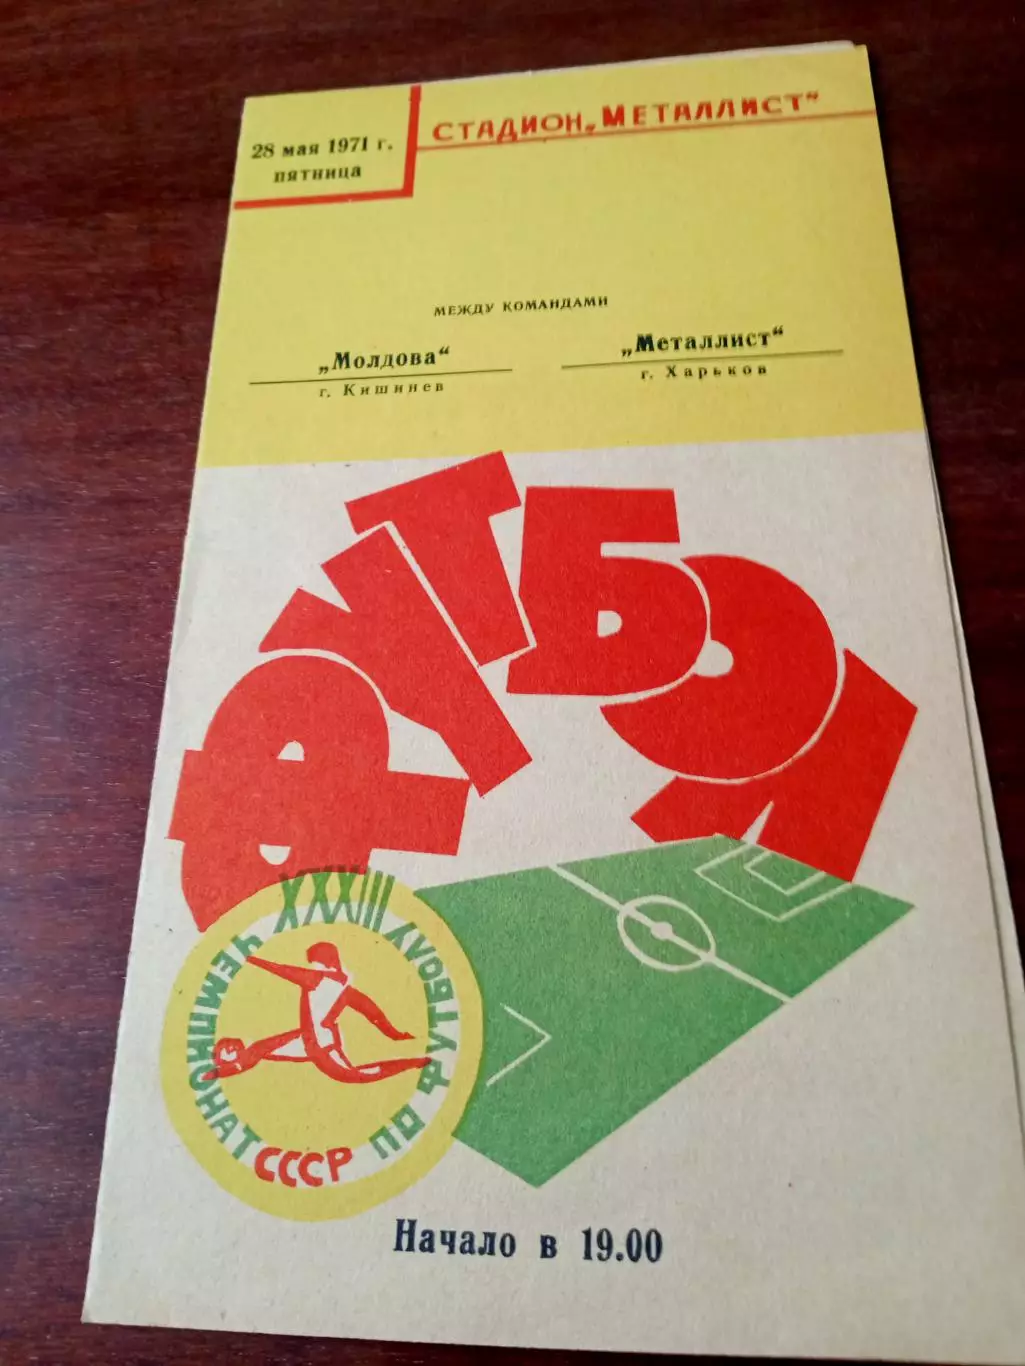 28 мая 1971 г.
пятница
СТАДИОН „МЕТАЛЛИСТ“
МЕЖДУ КОМАНДАМИ
„Молдова“
г. Кишинев
„Металлист“
г. Харьков
ФУТБОЛ
XXXIII ЧЕМПИОНАТ СССР ПО ФУТБОЛУ
Начало в 19.00